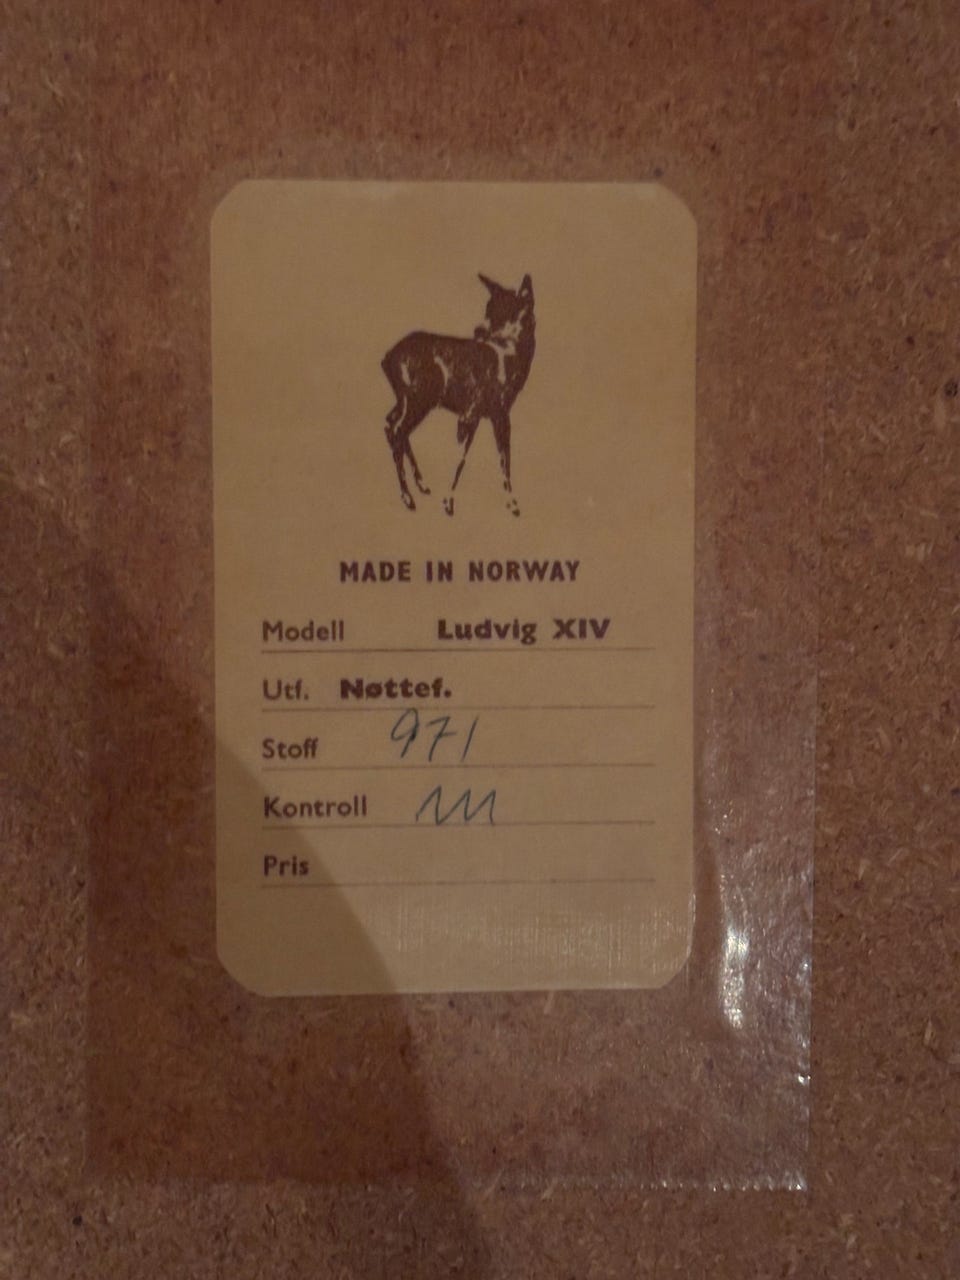 MADE IN NORWAY
Modell Ludvig XIV
Utf. Nøttef.
Stoff 971
Kontroll
Pris